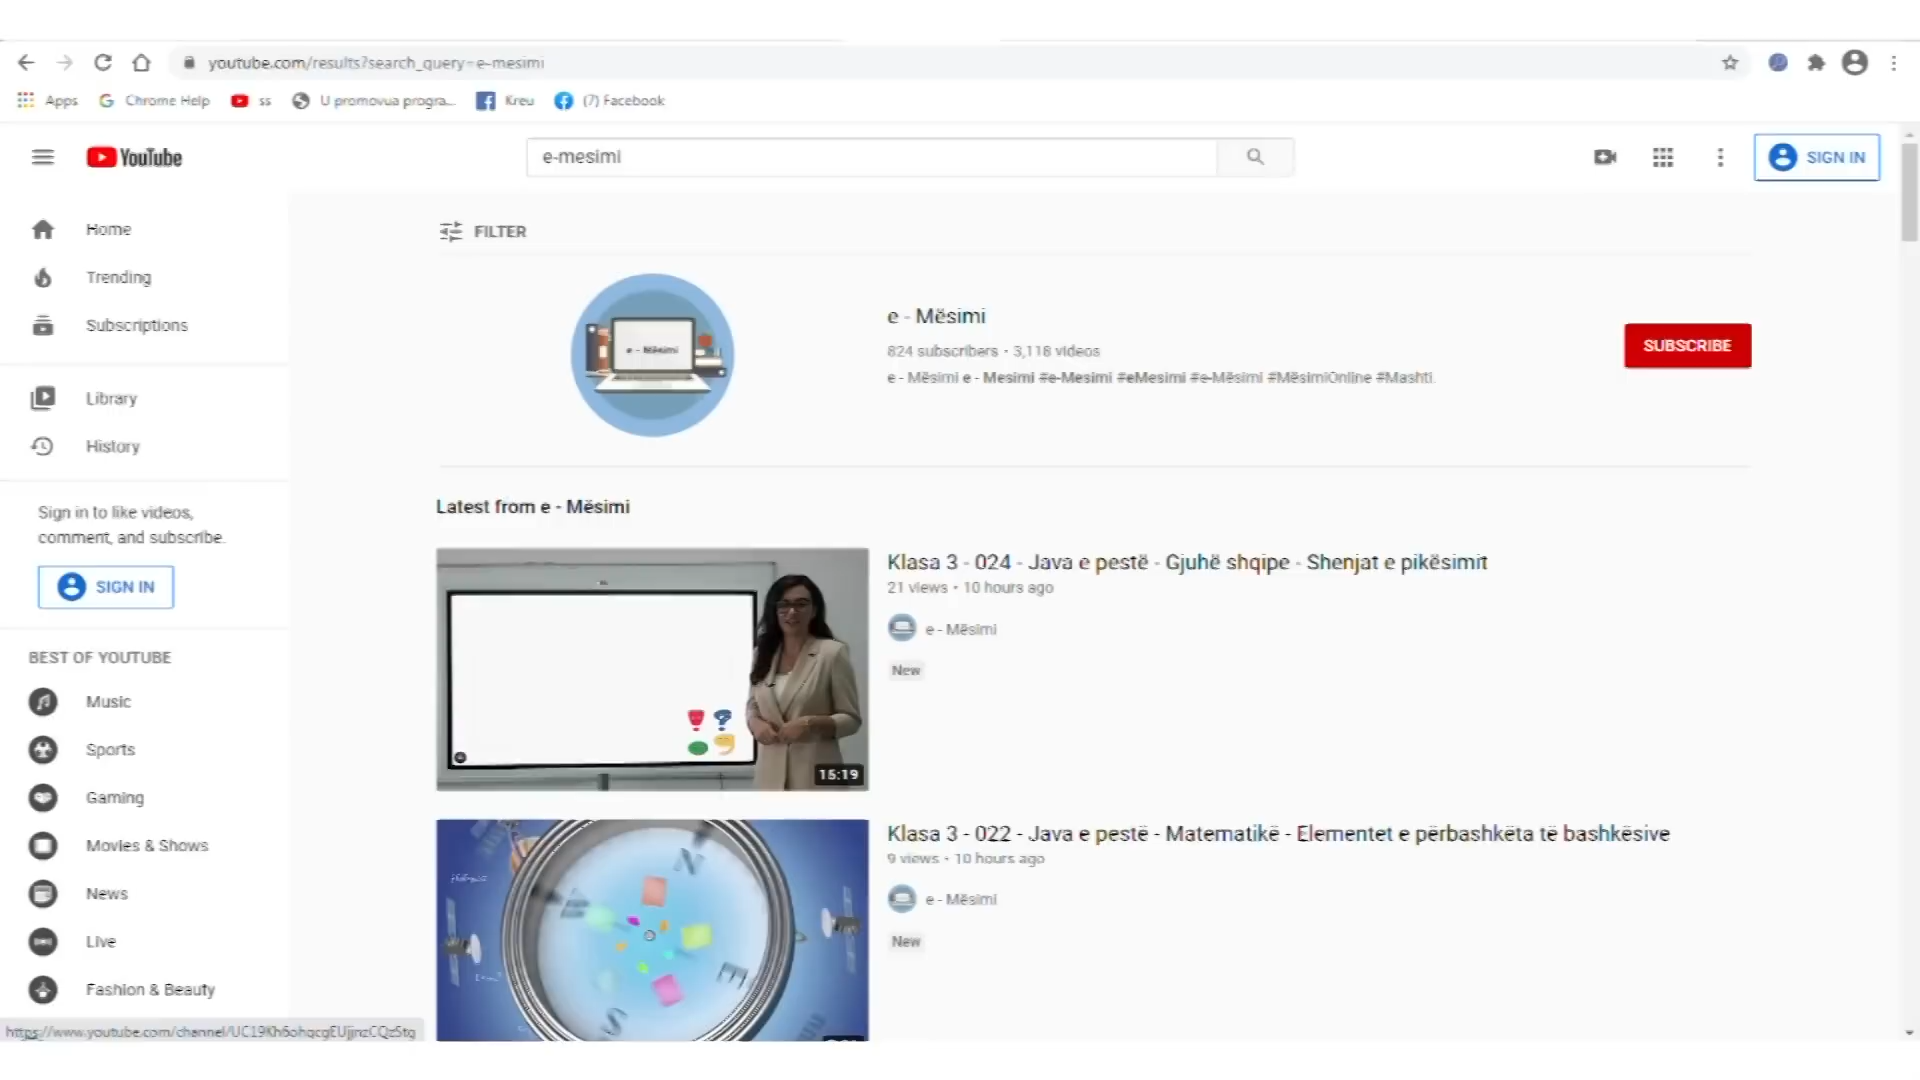 youtube.com/results?search_query=e-mesimi
Apps Chrome Help ss U promovua progra... Kreu (7) Facebook
YouTube e-mesimi SIGN IN
Home
Trending
Subscriptions
Library
History
Sign in to like videos,
comment, and subscribe.
SIGN IN
BEST OF YOUTUBE
Music
Sports
Gaming
Movies & Shows
News
Live
Fashion & Beauty
FILTER
e - Mësimi
e - Mësimi
824 subscribers • 3,118 videos
e - Mësimi e - Mesimi #e-Mesimi #eMesimi #e-Mësimi #MësimiOnline #Mashti.
SUBSCRIBE
Latest from e - Mësimi
15:19
Klasa 3 - 024 - Java e pestë - Gjuhë shqipe - Shenjat e pikësimit
21 views • 10 hours ago
e - Mësimi
New
Klasa 3 - 022 - Java e pestë - Matematikë - Elementet e përbashkëta të bashkësive
9 views • 10 hours ago
e - Mësimi
New